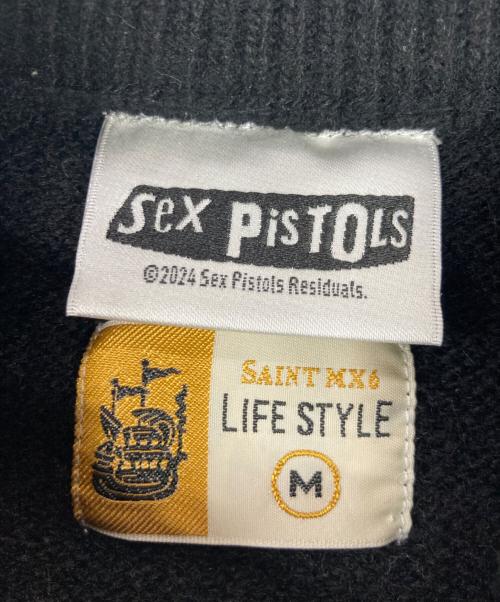 Sex PISTOLS
©2024 Sex Pistols Residuals.
SAINT MX6
LIFE STYLE
M